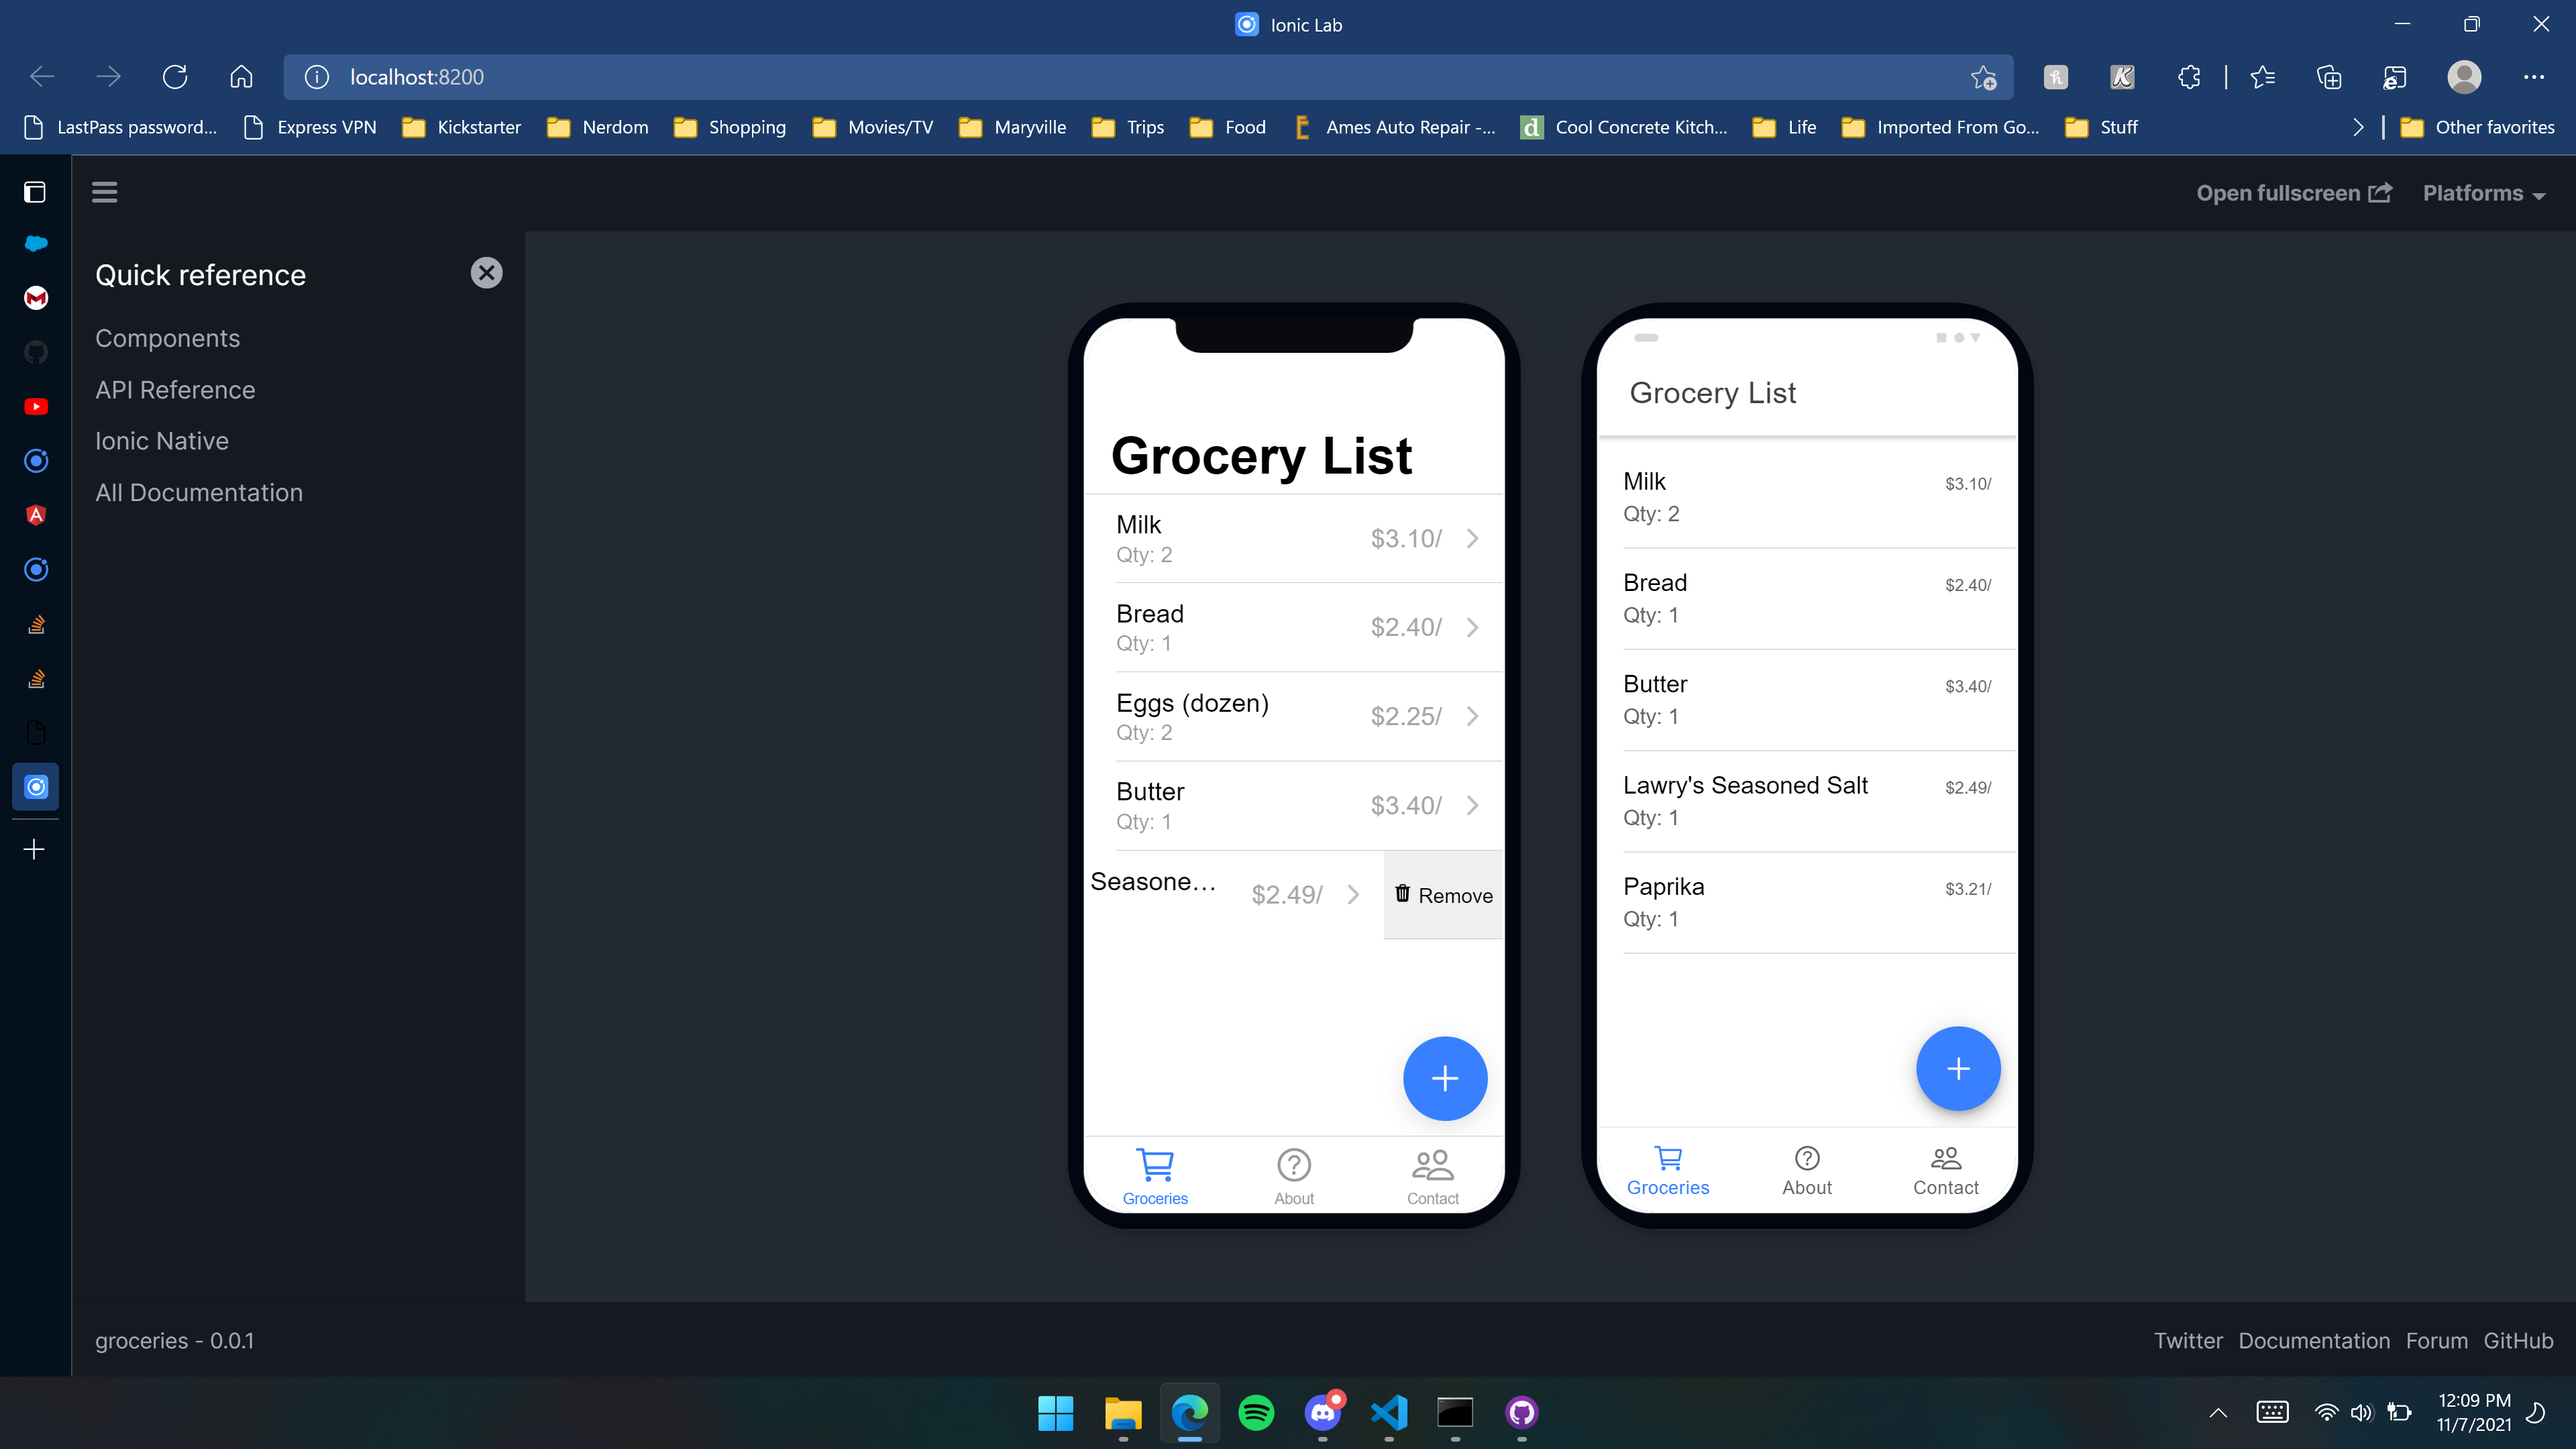 Ionic Lab
localhost:8200
LastPass password... Express VPN Kickstarter Nerdom Shopping Movies/TV Maryville Trips Food Ames Auto Repair -... Cool Concrete Kitch... Life Imported From Go... Stuff Other favorites
Open fullscreen Platforms
Quick reference
Components
API Reference
Ionic Native
All Documentation
Grocery List
Milk $3.10/
Qty: 2
Bread $2.40/
Qty: 1
Eggs (dozen) $2.25/
Qty: 2
Butter $3.40/
Qty: 1
Seasone... $2.49/ Remove
Groceries About Contact
Grocery List
Milk $3.10/
Qty: 2
Bread $2.40/
Qty: 1
Butter $3.40/
Qty: 1
Lawry's Seasoned Salt $2.49/
Qty: 1
Paprika $3.21/
Qty: 1
Groceries About Contact
groceries - 0.0.1
Twitter Documentation Forum GitHub
12:09 PM
11/7/2021